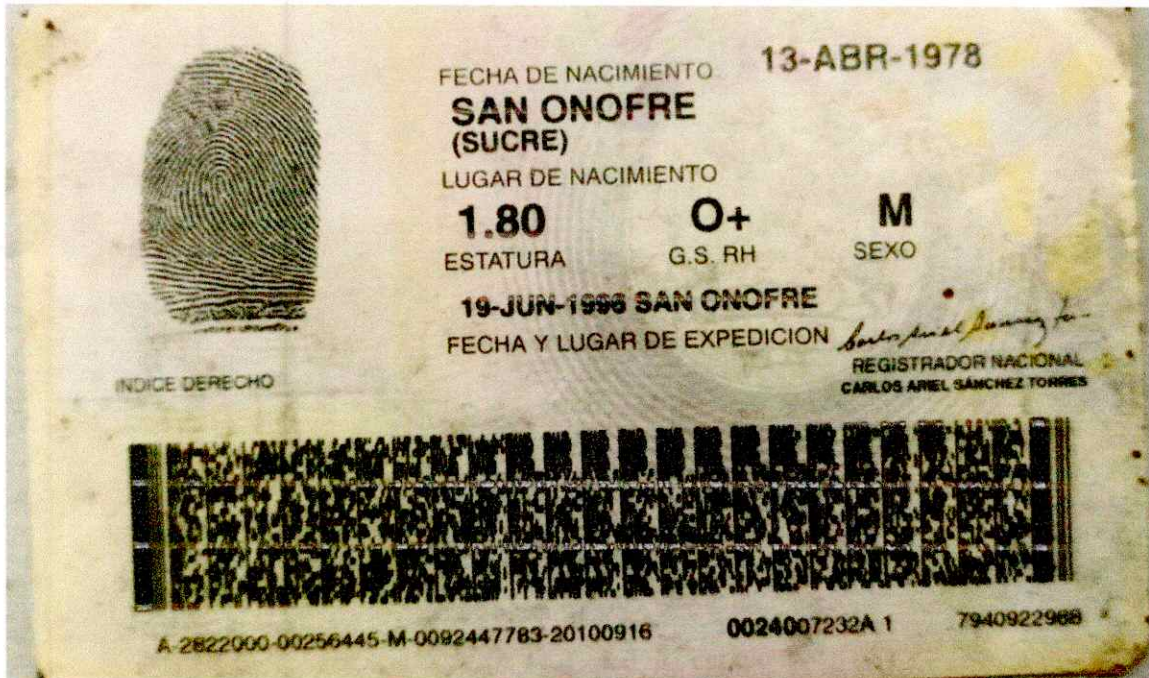 FECHA DE NACIMIENTO 13-ABR-1978
SAN ONOFRE
(SUCRE)
LUGAR DE NACIMIENTO
1.80 O+ M
ESTATURA G.S. RH SEXO
19-JUN-1996 SAN ONOFRE
FECHA Y LUGAR DE EXPEDICION
REGISTRADOR NACIONAL
CARLOS ARIEL SÁNCHEZ TORRES
INDICE DERECHO
A-2822000-00256445-M-0092447783-20100916 0024007232A 1 7940922988